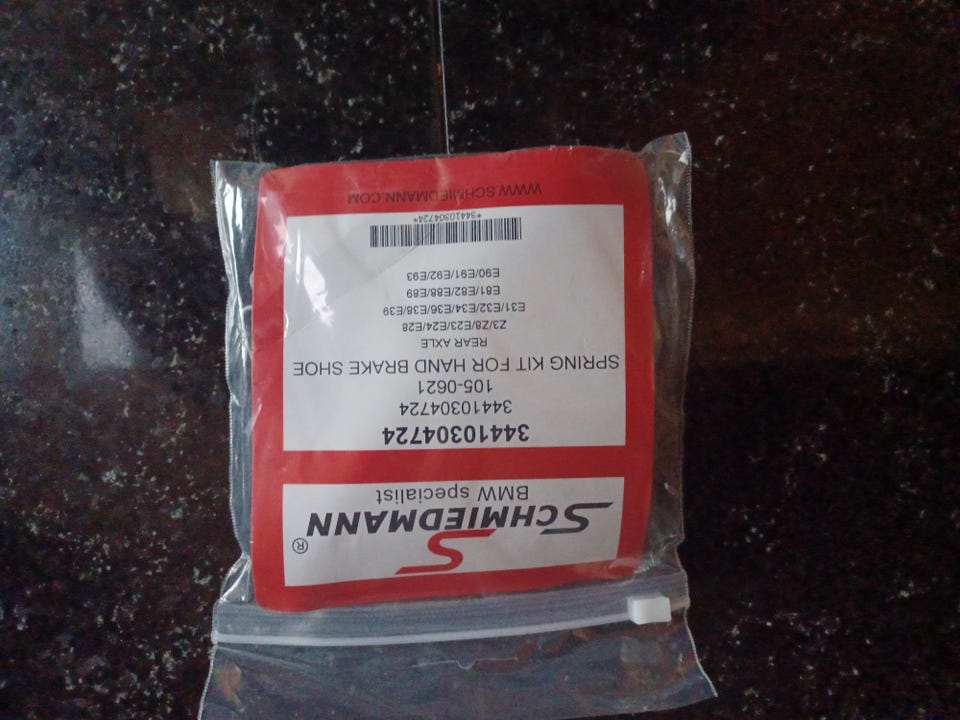 SCHMIEDMANN®
BMW specialist
34410304724
34410304724
105-0621
SPRING KIT FOR HAND BRAKE SHOE
REAR AXLE
Z3/Z8/E23/E24/E28
E31/E32/E34/E36/E38/E39
E81/E82/E88/E89
E90/E91/E92/E93
*34410304724*
WWW.SCHMIEDMANN.COM